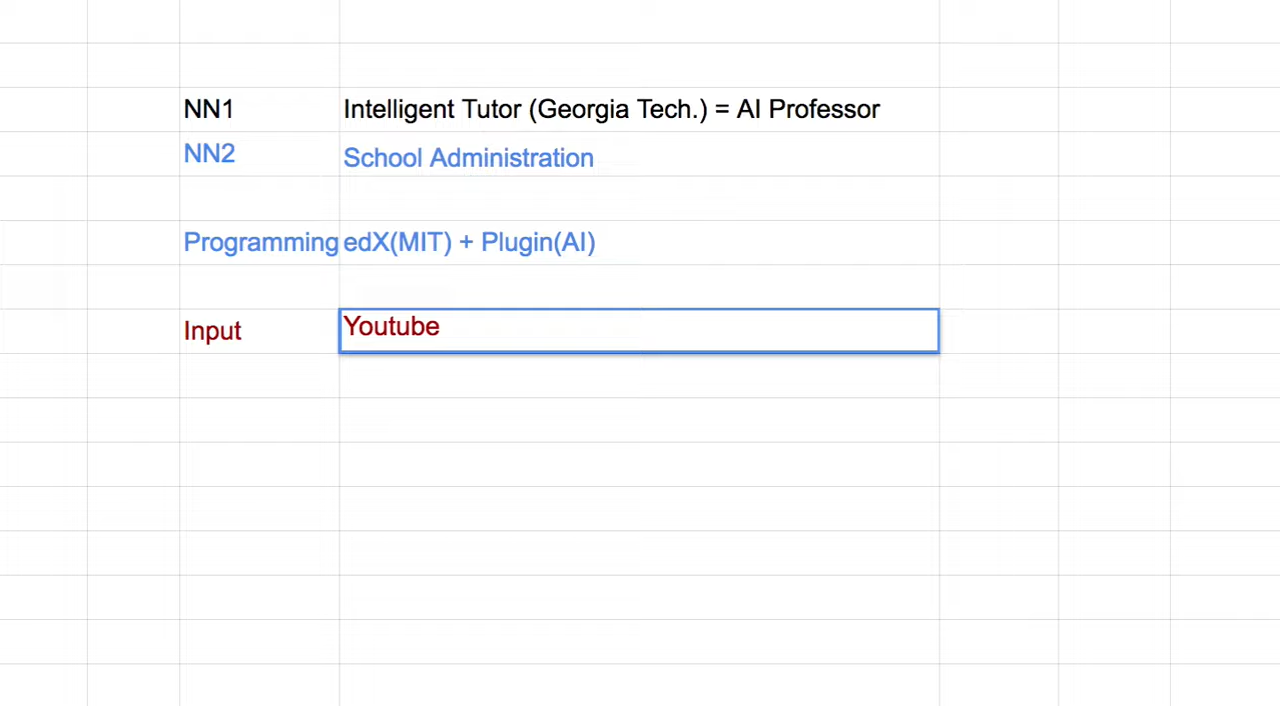 NN1 Intelligent Tutor (Georgia Tech.) = AI Professor
NN2 School Administration
Programming edX(MIT) + Plugin(AI)
Input Youtube